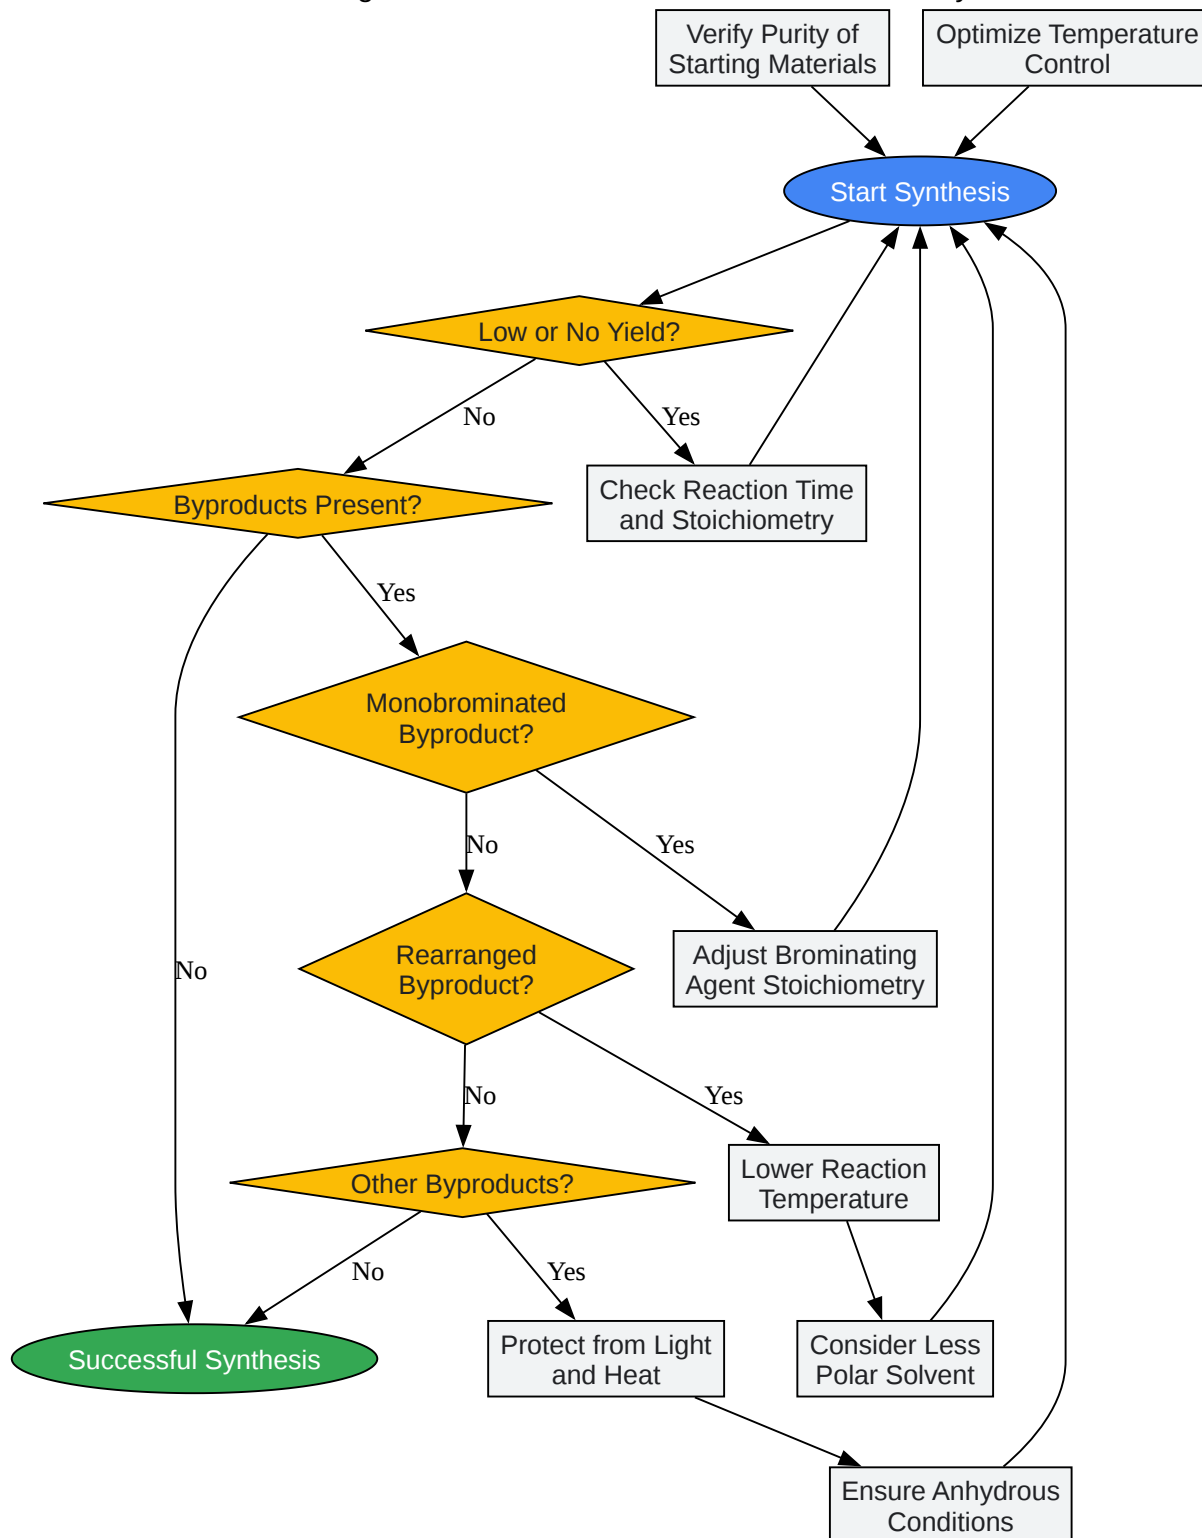 Verify Purity of
Starting Materials
Optimize Temperature
Control
Start Synthesis
Low or No Yield?
No
Yes
Byproducts Present?
Check Reaction Time
and Stoichiometry
Yes
Monobrominated
Byproduct?
No
Yes
Rearranged
Byproduct?
Adjust Brominating
Agent Stoichiometry
No
No
Yes
Other Byproducts?
Lower Reaction
Temperature
No
Yes
Successful Synthesis
Protect from Light
and Heat
Consider Less
Polar Solvent
Ensure Anhydrous
Conditions